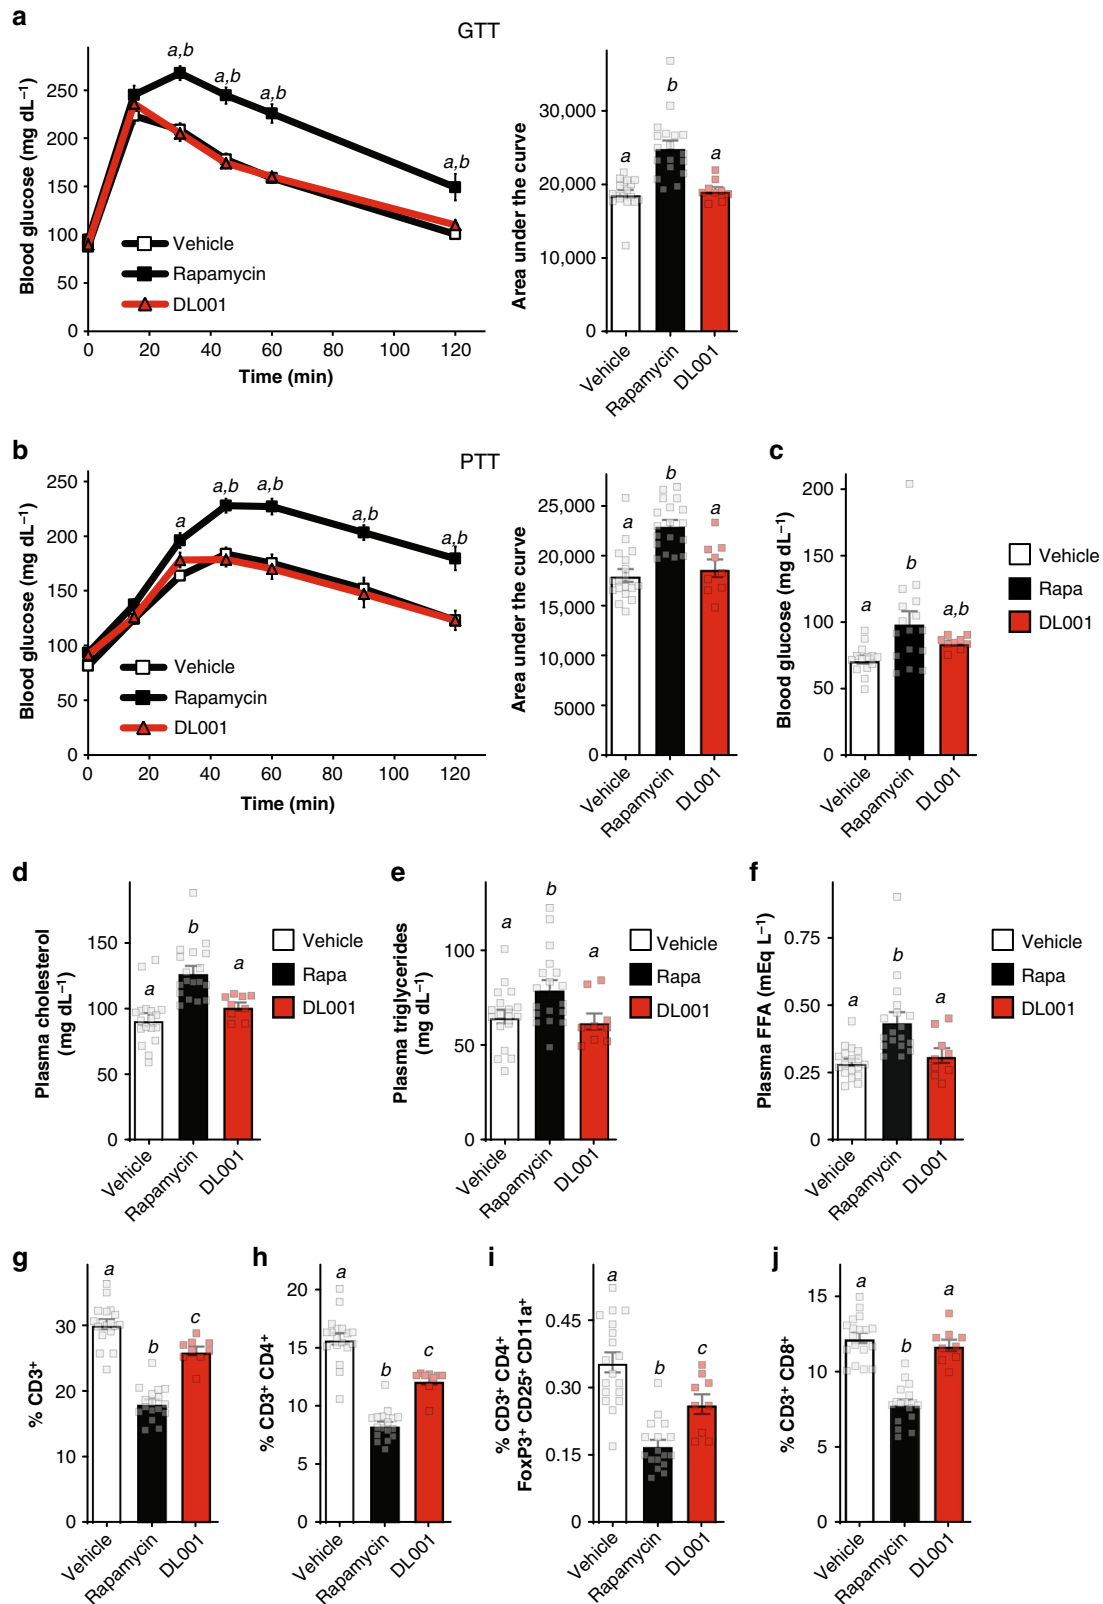 a
GTT
Blood glucose (mg dL⁻¹)
250
200
150
100
50
0
a,b
a,b
a,b
a,b
Vehicle
Rapamycin
DL001
0 20 40 60 80 100 120
Time (min)
Area under the curve
30,000
20,000
10,000
0
a
b
a
Vehicle
Rapamycin
DL001
b
PTT
Blood glucose (mg dL⁻¹)
250
200
150
100
50
0
a
a,b
a,b
a,b
a,b
Vehicle
Rapamycin
DL001
0 20 40 60 80 100 120
Time (min)
Area under the curve
25,000
20,000
15,000
10,000
5000
0
a
b
a
Vehicle
Rapamycin
DL001
c
Blood glucose (mg dL⁻¹)
200
150
100
50
0
a
b
a,b
Vehicle
Rapamycin
DL001
Vehicle
Rapa
DL001
d
Plasma cholesterol
(mg dL⁻¹)
150
100
50
0
a
b
a
Vehicle
Rapamycin
DL001
Vehicle
Rapa
DL001
e
Plasma triglycerides
(mg dL⁻¹)
100
50
0
a
b
a
Vehicle
Rapamycin
DL001
Vehicle
Rapa
DL001
f
Plasma FFA (mEq L⁻¹)
0.75
0.50
0.25
0
a
b
a
Vehicle
Rapamycin
DL001
Vehicle
Rapa
DL001
g
% CD3⁺
30
20
10
0
a
b
c
Vehicle
Rapamycin
DL001
h
% CD3⁺ CD4⁺
20
15
10
5
0
a
b
c
Vehicle
Rapamycin
DL001
i
% CD3⁺ CD4⁺
FoxP3⁺ CD25⁺ CD11a⁺
0.45
0.30
0.15
0
a
b
c
Vehicle
Rapamycin
DL001
j
% CD3⁺ CD8⁺
15
10
5
0
a
b
a
Vehicle
Rapamycin
DL001